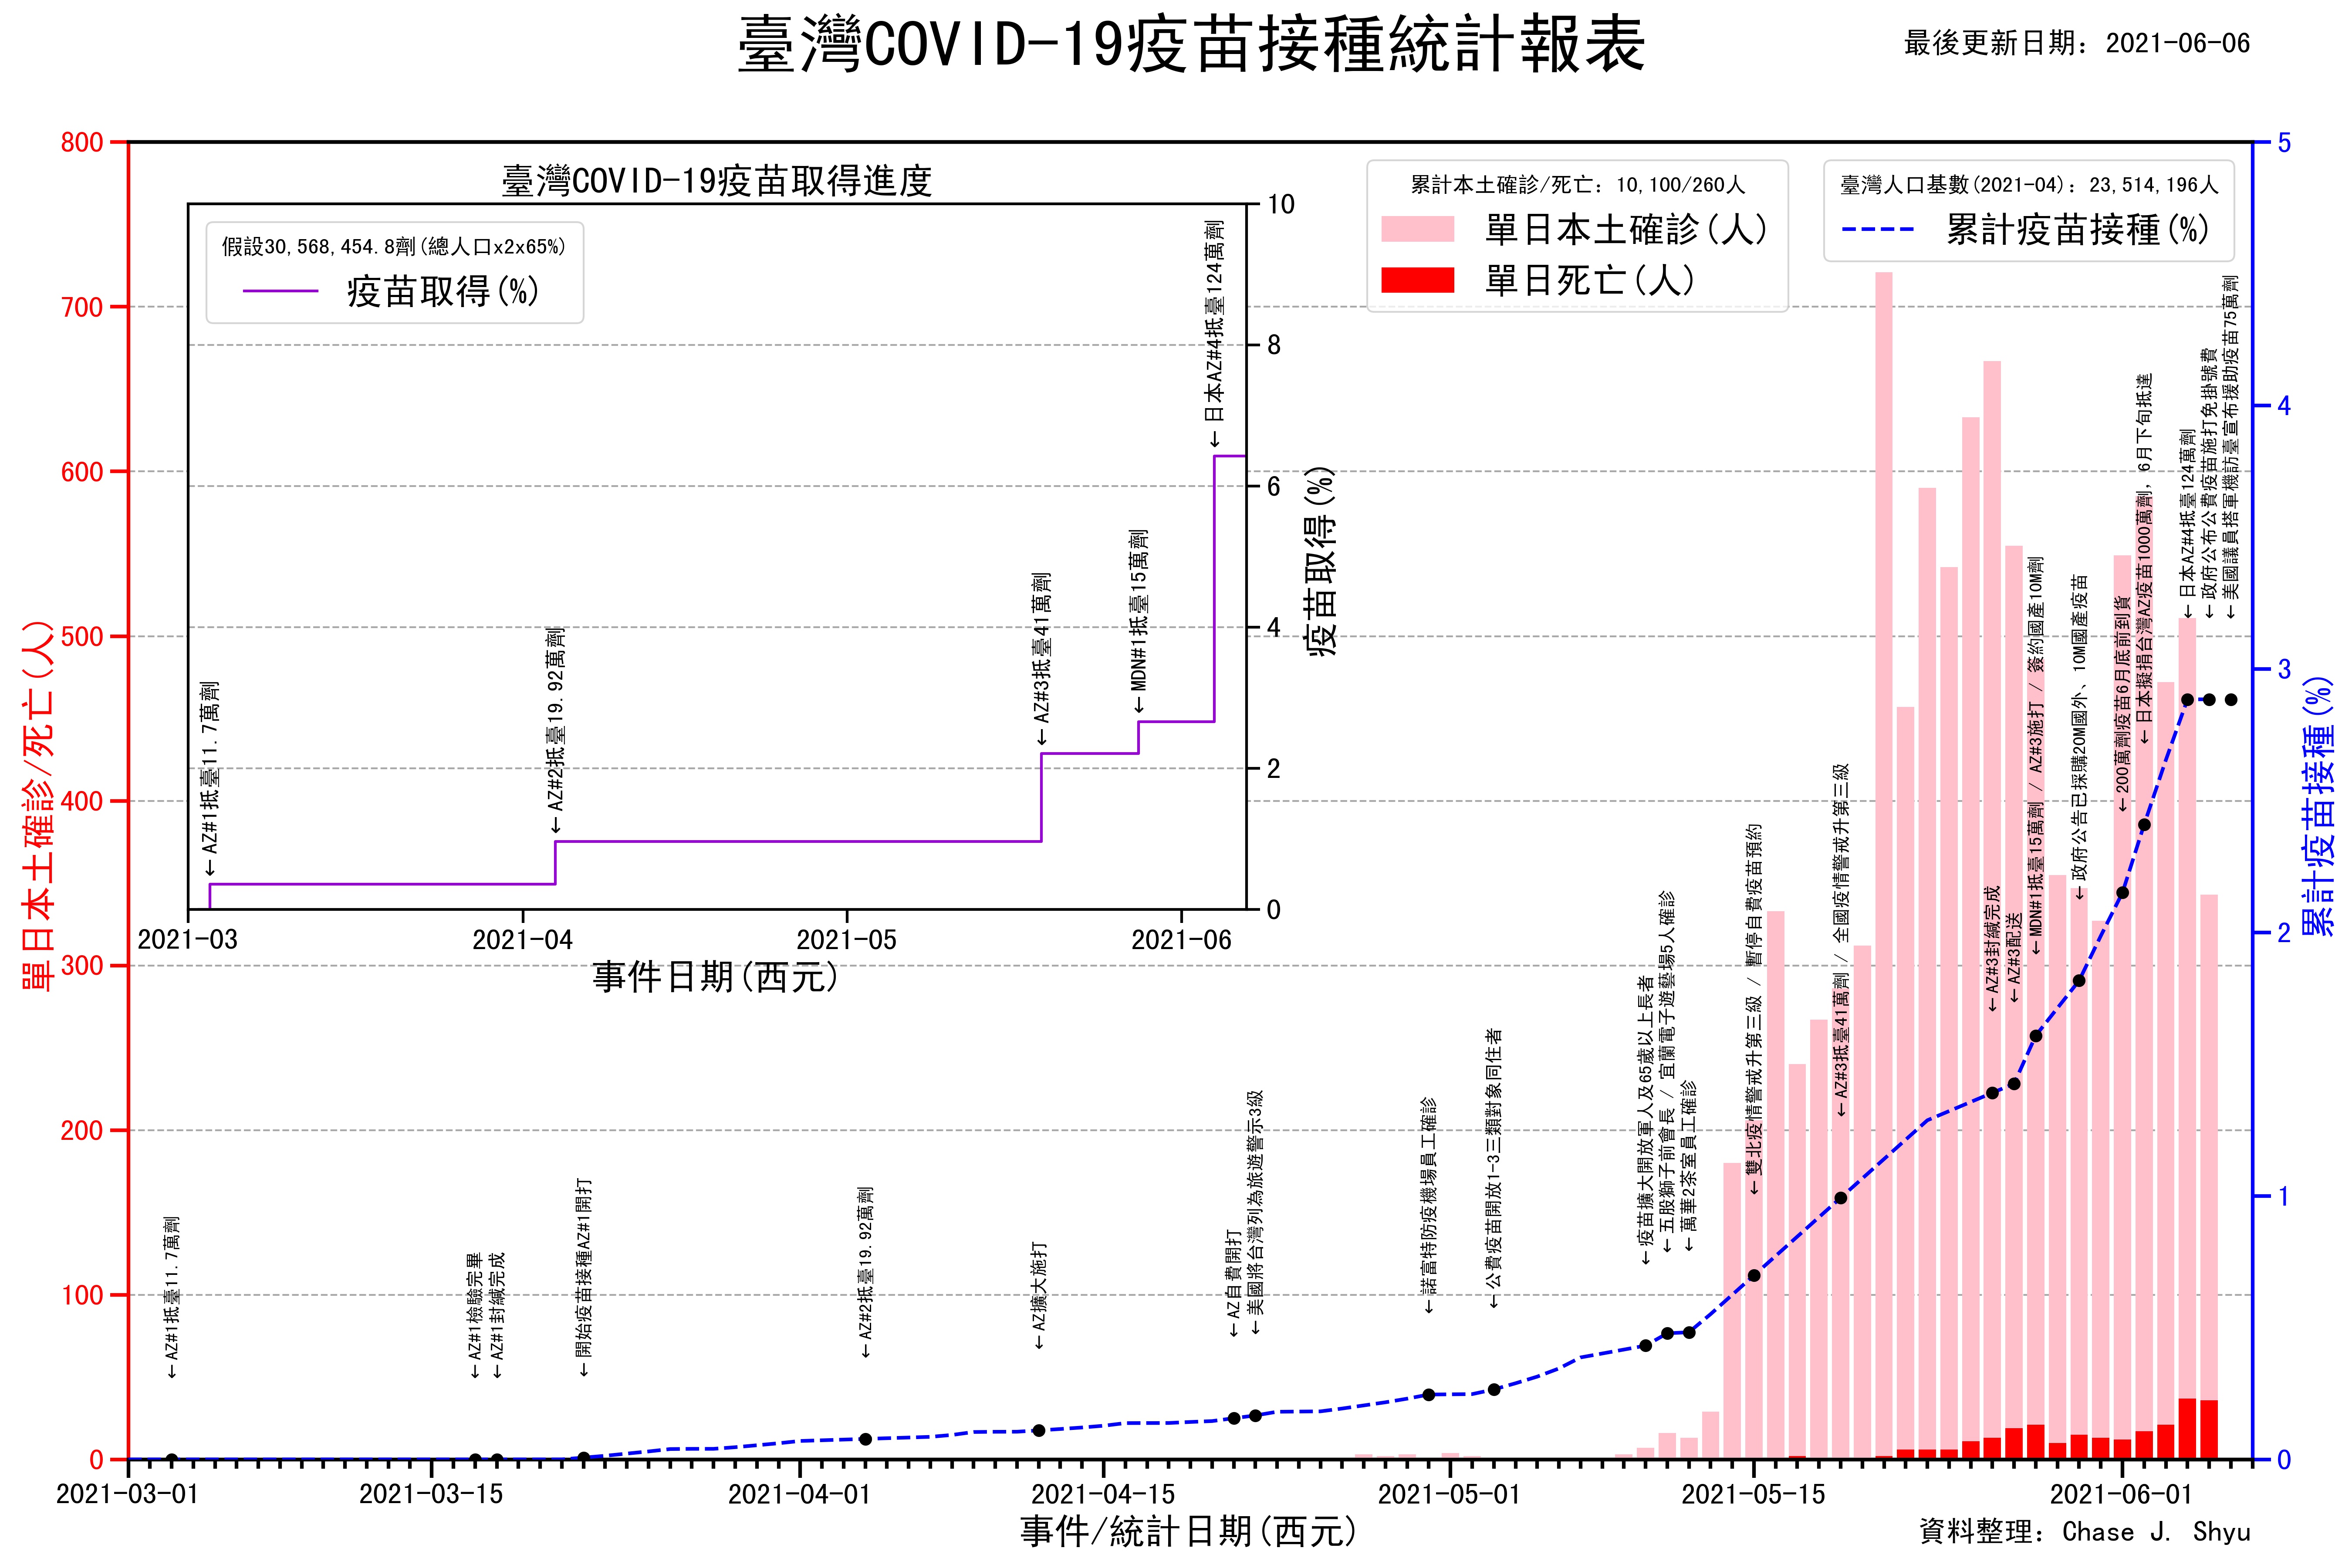 臺灣COVID-19疫苗接種統計報表
最後更新日期: 2021-06-06
單日本土確診/死亡(人)
800
700
600
500
400
300
200
100
0
臺灣COVID-19疫苗取得進度
假設30,568,454.8劑(總人口x2x65%)
疫苗取得(%)
←AZ#1抵臺11.7萬劑
←AZ#2抵臺19.92萬劑
←AZ#3抵臺41萬劑
←MDN#1抵臺15萬劑
←日本AZ#4抵臺124萬劑
10
8
6
4
2
0
疫苗取得(%)
2021-03
2021-04
2021-05
2021-06
事件日期(西元)
累計本土確診/死亡: 10,100/260人
單日本土確診(人)
單日死亡(人)
臺灣人口基數(2021-04): 23,514,196人
累計疫苗接種(%)
←AZ#1抵臺11.7萬劑
←AZ#1檢驗完畢
←AZ#1封緘完成
←開始疫苗接種AZ#1開打
←AZ#2抵臺19.92萬劑
←AZ擴大施打
←AZ自費開打
←美國將台灣列為旅遊警示3級
←諾富特防疫機場員工確診
←公費疫苗開放1-3三類對象同住者
←疫苗擴大開放軍人及65歲以上長者
←五股獅子前會長 / 宜蘭電子遊藝場5人確診
←萬華2茶室員工確診
←雙北疫情警戒升第三級 / 暫停自費疫苗預約
←AZ#3抵臺41萬劑 / 全國疫情警戒升第三級
←AZ#3封緘完成
←AZ#3配送
←MDN#1抵臺15萬劑 / AZ#3施打 / 簽約國產10M劑
←政府公告已採購20M國外、10M國產疫苗
←200萬劑疫苗6月底前到貨
←日本擬捐台灣AZ疫苗1000萬劑, 6月下旬抵達
←日本AZ#4抵臺124萬劑
←政府公布公費疫苗施打免掛號費
←美國議員搭軍機訪臺宣布援助疫苗75萬劑
5
4
3
2
1
0
累計疫苗接種(%)
2021-03-01
2021-03-15
2021-04-01
2021-04-15
2021-05-01
2021-05-15
2021-06-01
事件/統計日期(西元)
資料整理: Chase J. Shyu